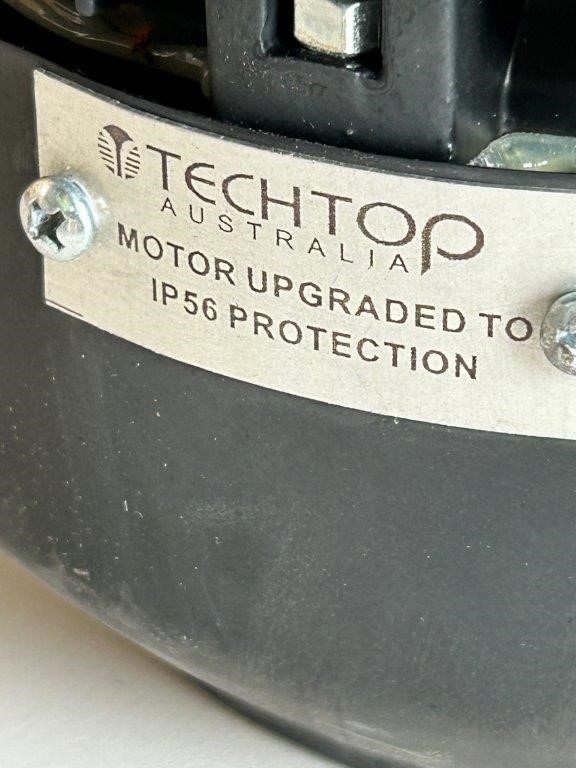 TECHTOP
AUSTRALIA
MOTOR UPGRADED TO
IP56 PROTECTION